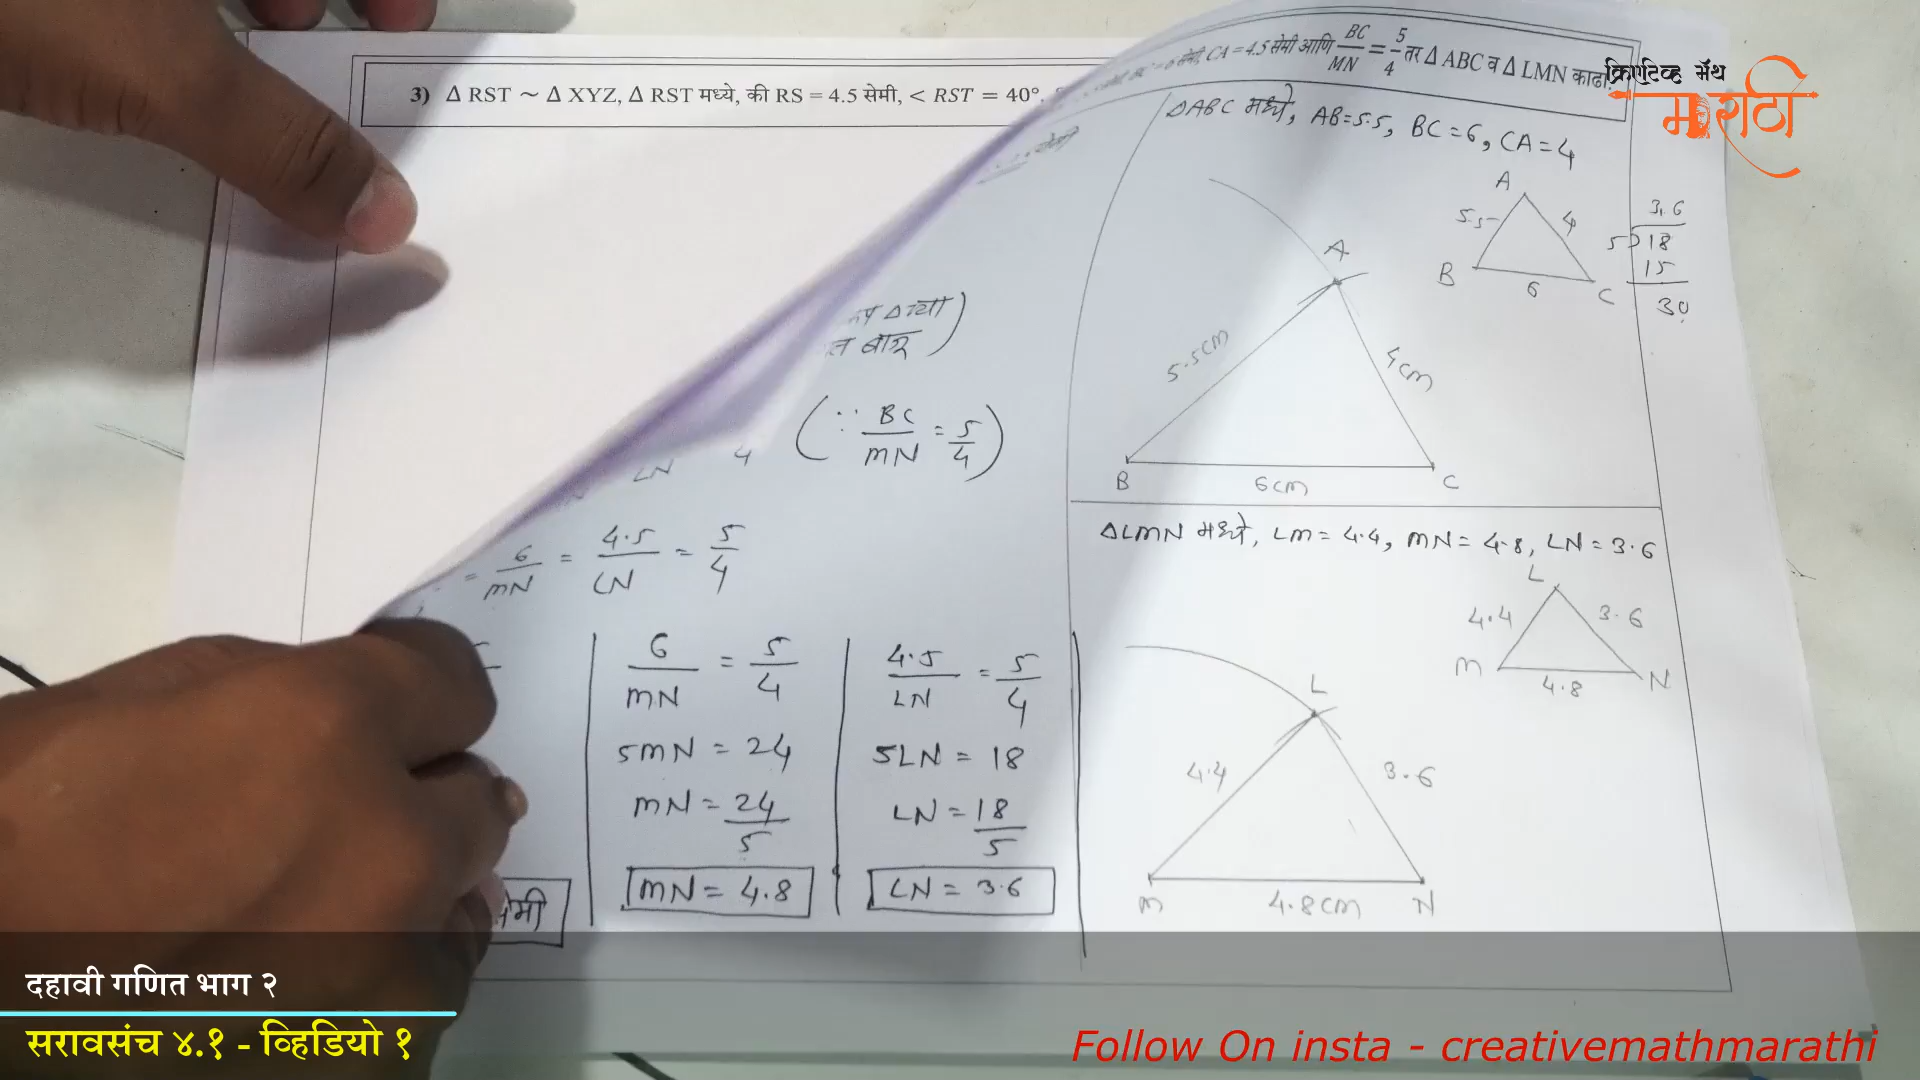 3) Δ RST ~ Δ XYZ, Δ RST मध्ये, की RS = 4.5 सेमी, < RST = 40°,
CA = 4.5 सेमी आणि BC/MN = 5/4 तर Δ ABC व Δ LMN काढा.
क्रिएटिव्ह मॅथ
मराठी
ΔABC मध्ये, AB=5.5, BC=6, CA=4
A
5.5
4
B
6
C
3.6
5)18
15
30
A
5.5cm
4cm
B
6cm
C
(∵ BC/MN = 5/4)
LN 4
= 6/MN = 4.5/LN = 5/4
6/MN = 5/4
5MN = 24
MN = 24/5
MN = 4.8
4.5/LN = 5/4
5LN = 18
LN = 18/5
LN = 3.6
ΔLMN मध्ये, LM = 4.4, MN = 4.8, LN = 3.6
L
4.4
3.6
M
4.8
N
L
4.4
3.6
M
4.8cm
N
दहावी गणित भाग २
सरावसंच ४.१ - व्हिडियो १
Follow On insta - creativemathmarathi